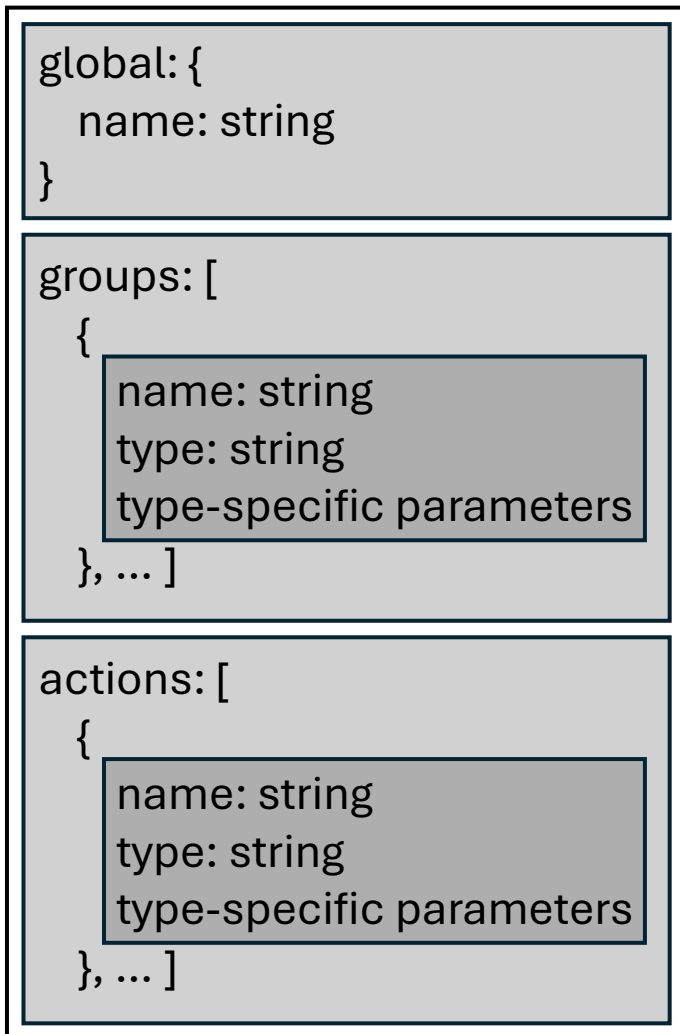 global: {
name: string
}
groups: [
{
name: string
type: string
type-specific parameters
}, ... ]
actions: [
{
name: string
type: string
type-specific parameters
}, ... ]